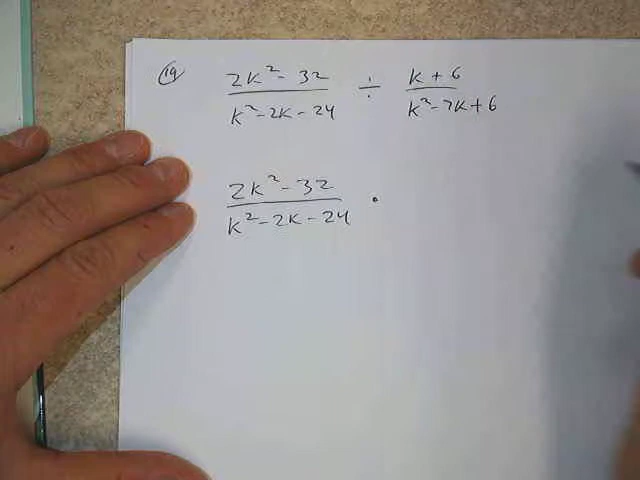 19 2k² - 32 ÷ k + 6
k² - 2k - 24 k² - 7k + 6
2k² - 32 ·
k² - 2k - 24